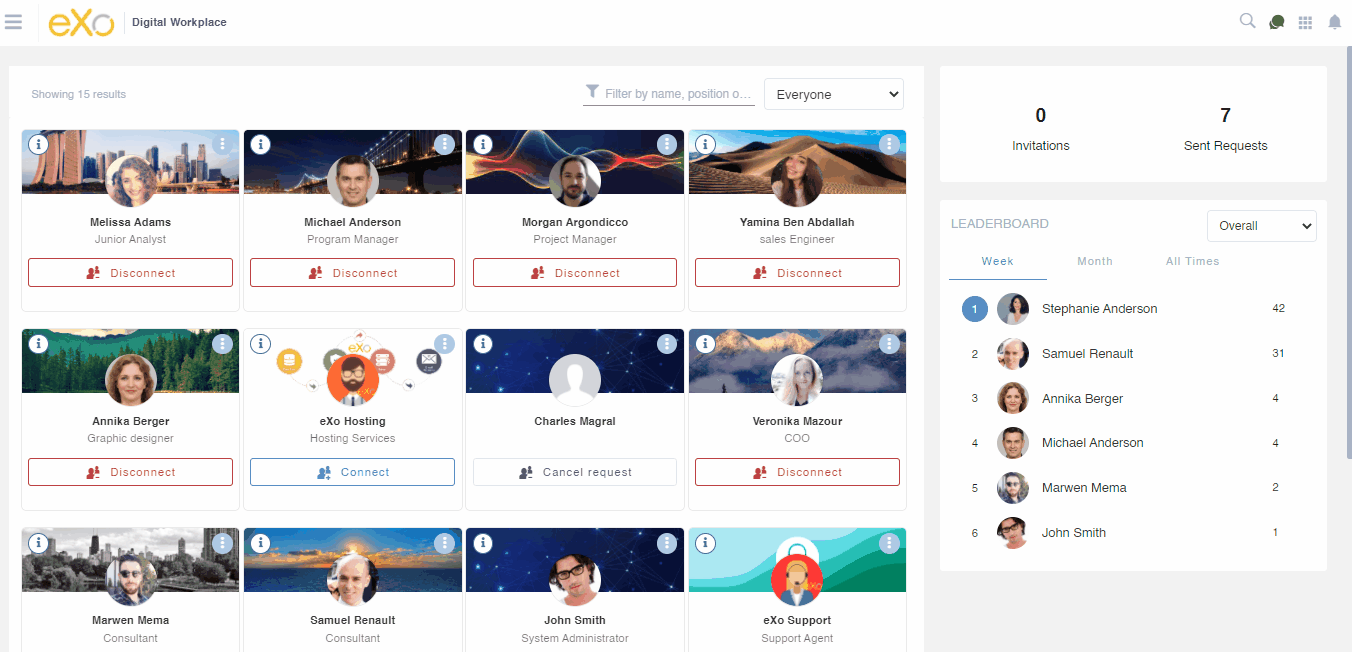 eXo
Digital Workplace
Showing 15 results
Filter by name, position o...
Everyone
Melissa Adams
Junior Analyst
Disconnect
Michael Anderson
Program Manager
Disconnect
Morgan Argondicco
Project Manager
Disconnect
Yamina Ben Abdallah
sales Engineer
Disconnect
Annika Berger
Graphic designer
Disconnect
eXo
eXo Hosting
Hosting Services
Connect
Charles Magral
Cancel request
Veronika Mazour
COO
Disconnect
Marwen Mema
Consultant
Samuel Renault
Consultant
John Smith
System Administrator
eXo Support
Support Agent
0
Invitations
7
Sent Requests
LEADERBOARD
Overall
Week Month All Times
1 Stephanie Anderson 42
2 Samuel Renault 31
3 Annika Berger 4
4 Michael Anderson 4
5 Marwen Mema 2
6 John Smith 1